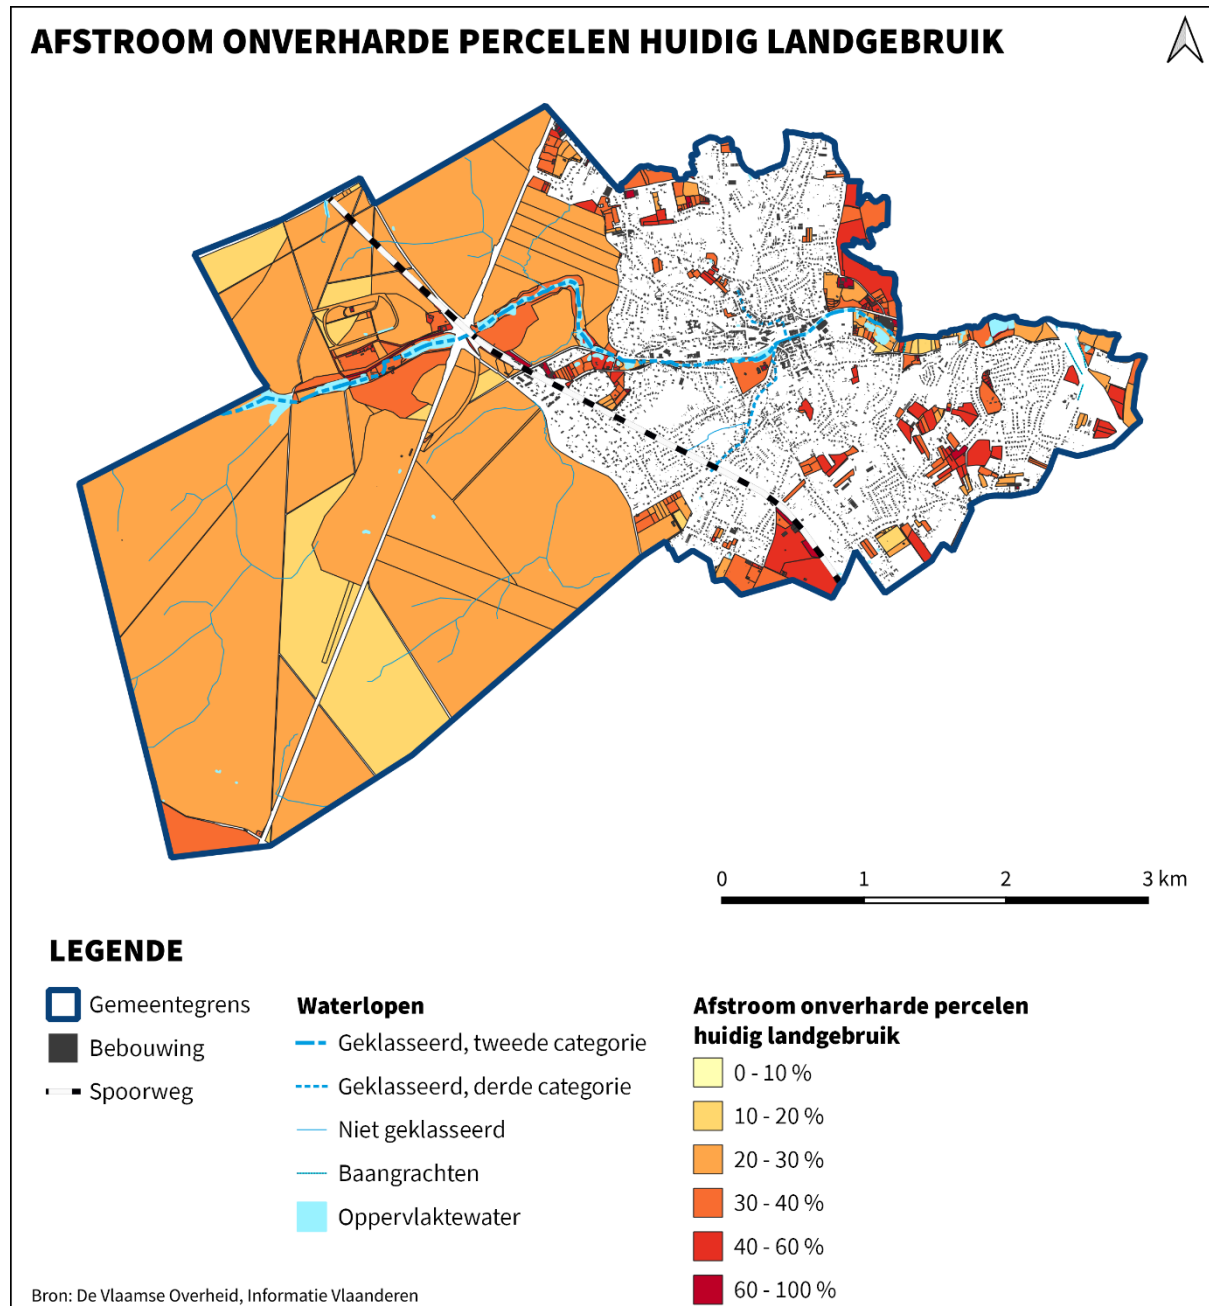 AFSTROOM ONVERHARDE PERCELEN HUIDIG LANDGEBRUIK
0 1 2 3 km
LEGENDE
Gemeentegrens
Bebouwing
Spoorweg
Waterlopen
Geklasseerd, tweede categorie
Geklasseerd, derde categorie
Niet geklasseerd
Baangrachten
Oppervlaktewater
Afstroom onverharde percelen
huidig landgebruik
0 - 10 %
10 - 20 %
20 - 30 %
30 - 40 %
40 - 60 %
60 - 100 %
Bron: De Vlaamse Overheid, Informatie Vlaanderen